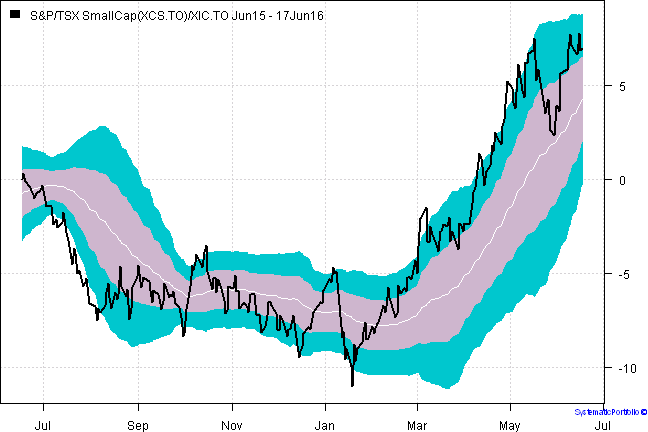 S&P/TSX SmallCap(XCS.TO)/XIC.TO Jun15 - 17Jun16
5
0
-5
-10
SystematicPortfolio ©
Jul Sep Nov Jan Mar May Jul